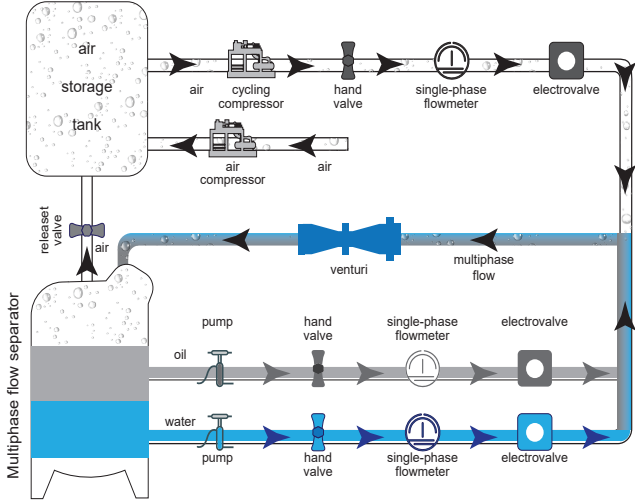 air
storage
tank
air
cycling
compressor
hand
valve
single-phase
flowmeter
electrovalve
air
compressor
air
releaset
valve
air
venturi
multiphase
flow
Multiphase flow separator
pump
hand
valve
single-phase
flowmeter
electrovalve
oil
water
pump
hand
valve
single-phase
flowmeter
electrovalve